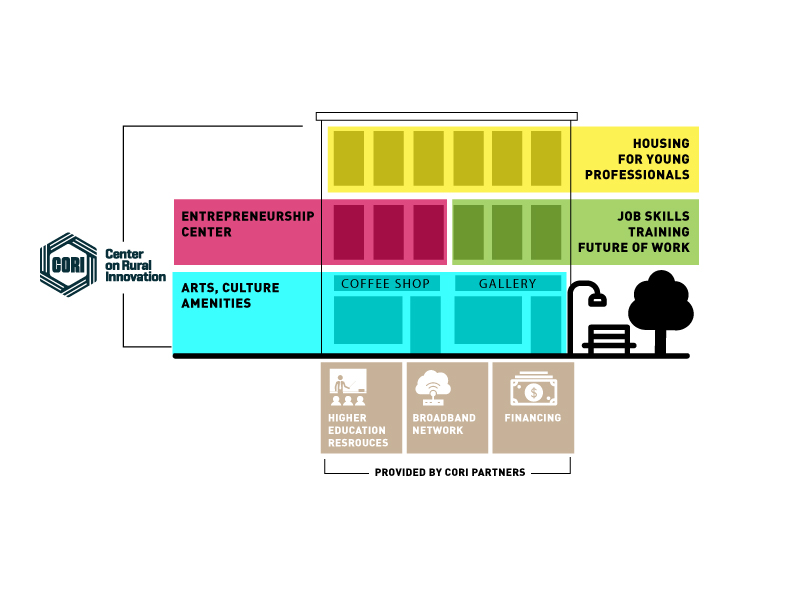 HOUSING
FOR YOUNG
PROFESSIONALS
ENTREPRENEURSHIP
CENTER
JOB SKILLS
TRAINING
FUTURE OF WORK
CORI
Center
on Rural
Innovation
ARTS, CULTURE
AMENITIES
COFFEE SHOP
GALLERY
HIGHER
EDUCATION
RESROUCES
BROADBAND
NETWORK
FINANCING
PROVIDED BY CORI PARTNERS